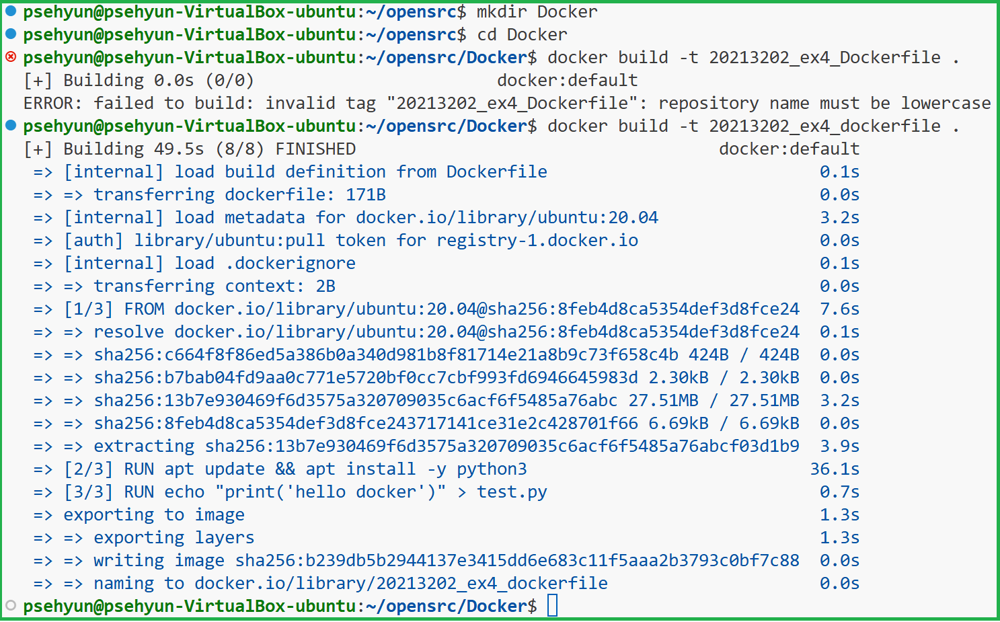 psehyun@psehyun-VirtualBox-ubuntu:~/opensrc$ mkdir Docker
psehyun@psehyun-VirtualBox-ubuntu:~/opensrc$ cd Docker
psehyun@psehyun-VirtualBox-ubuntu:~/opensrc/Docker$ docker build -t 20213202_ex4_Dockerfile .
[+] Building 0.0s (0/0) docker:default
ERROR: failed to build: invalid tag "20213202_ex4_Dockerfile": repository name must be lowercase
psehyun@psehyun-VirtualBox-ubuntu:~/opensrc/Docker$ docker build -t 20213202_ex4_dockerfile .
[+] Building 49.5s (8/8) FINISHED docker:default
=> [internal] load build definition from Dockerfile 0.1s
=> => transferring dockerfile: 171B 0.0s
=> [internal] load metadata for docker.io/library/ubuntu:20.04 3.2s
=> [auth] library/ubuntu:pull token for registry-1.docker.io 0.0s
=> [internal] load .dockerignore 0.1s
=> => transferring context: 2B 0.0s
=> [1/3] FROM docker.io/library/ubuntu:20.04@sha256:8feb4d8ca5354def3d8fce24 7.6s
=> => resolve docker.io/library/ubuntu:20.04@sha256:8feb4d8ca5354def3d8fce24 0.1s
=> => sha256:c664f8f86ed5a386b0a340d981b8f81714e21a8b9c73f658c4b 424B / 424B 0.0s
=> => sha256:b7bab04fd9aa0c771e5720bf0cc7cbf993fd6946645983d 2.30kB / 2.30kB 0.0s
=> => sha256:13b7e930469f6d3575a320709035c6acf6f5485a76abc 27.51MB / 27.51MB 3.2s
=> => sha256:8feb4d8ca5354def3d8fce243717141ce31e2c428701f66 6.69kB / 6.69kB 0.0s
=> => extracting sha256:13b7e930469f6d3575a320709035c6acf6f5485a76abcf03d1b9 3.9s
=> [2/3] RUN apt update && apt install -y python3 36.1s
=> [3/3] RUN echo "print('hello docker')" > test.py 0.7s
=> exporting to image 1.3s
=> => exporting layers 1.3s
=> => writing image sha256:b239db5b2944137e3415dd6e683c11f5aaa2b3793c0bf7c88 0.0s
=> => naming to docker.io/library/20213202_ex4_dockerfile 0.0s
psehyun@psehyun-VirtualBox-ubuntu:~/opensrc/Docker$